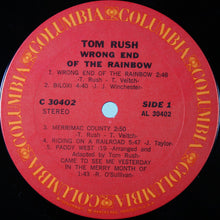 COLUMBIA
TOM RUSH
WRONG END
OF THE RAINBOW
C 30402
SIDE 1
STEREO
AL 30402
1. WRONG END OF THE RAINBOW 2:46
-T. Rush - T. Veitch-
2. BILOXI 4:40 -J. J. Winchester-
3. MERRIMAC COUNTY 2:50
-T. Rush - T. Veitch-
4. RIDING ON A RAILROAD 5:47 -J. Taylor-
5. PADDY WEST :19 -Arranged and
Adapted by Tom Rush-
CAME TO SEE ME YESTERDAY
IN THE MERRY MONTH OF
1:43 -R. O'Sullivan-